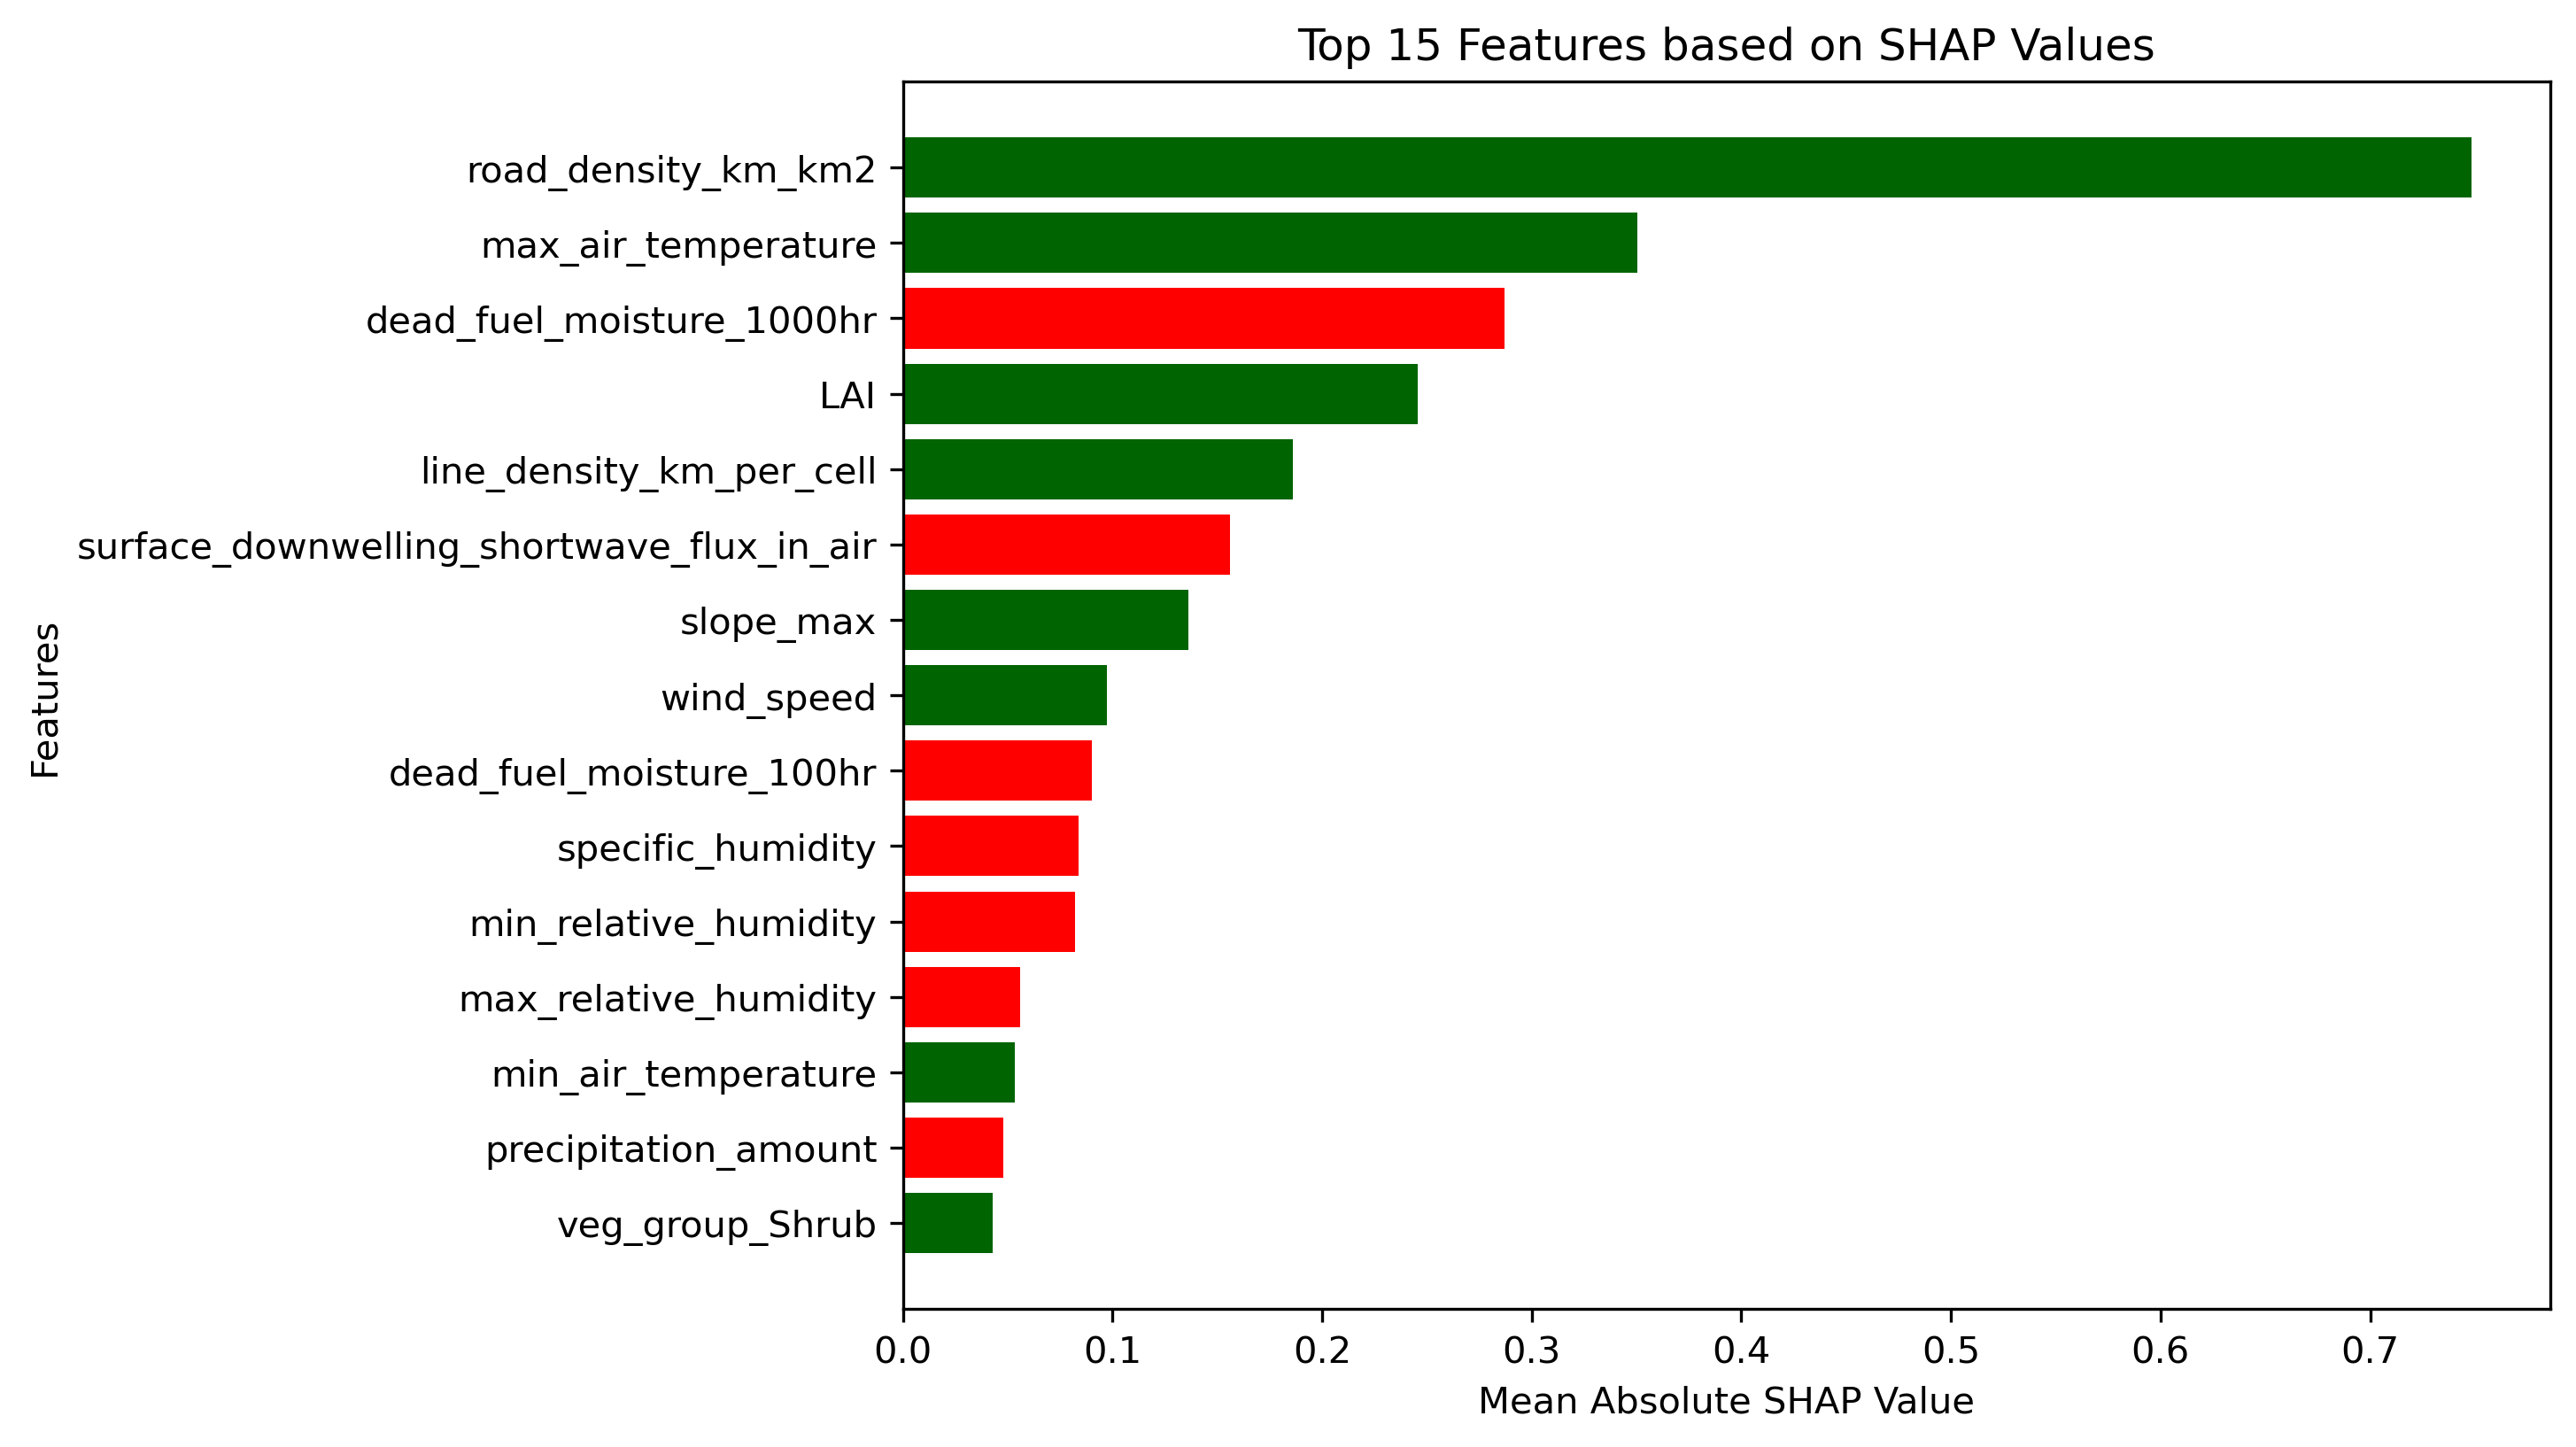 Top 15 Features based on SHAP Values
Features
road_density_km_km2
max_air_temperature
dead_fuel_moisture_1000hr
LAI
line_density_km_per_cell
surface_downwelling_shortwave_flux_in_air
slope_max
wind_speed
dead_fuel_moisture_100hr
specific_humidity
min_relative_humidity
max_relative_humidity
min_air_temperature
precipitation_amount
veg_group_Shrub
0.0 0.1 0.2 0.3 0.4 0.5 0.6 0.7
Mean Absolute SHAP Value